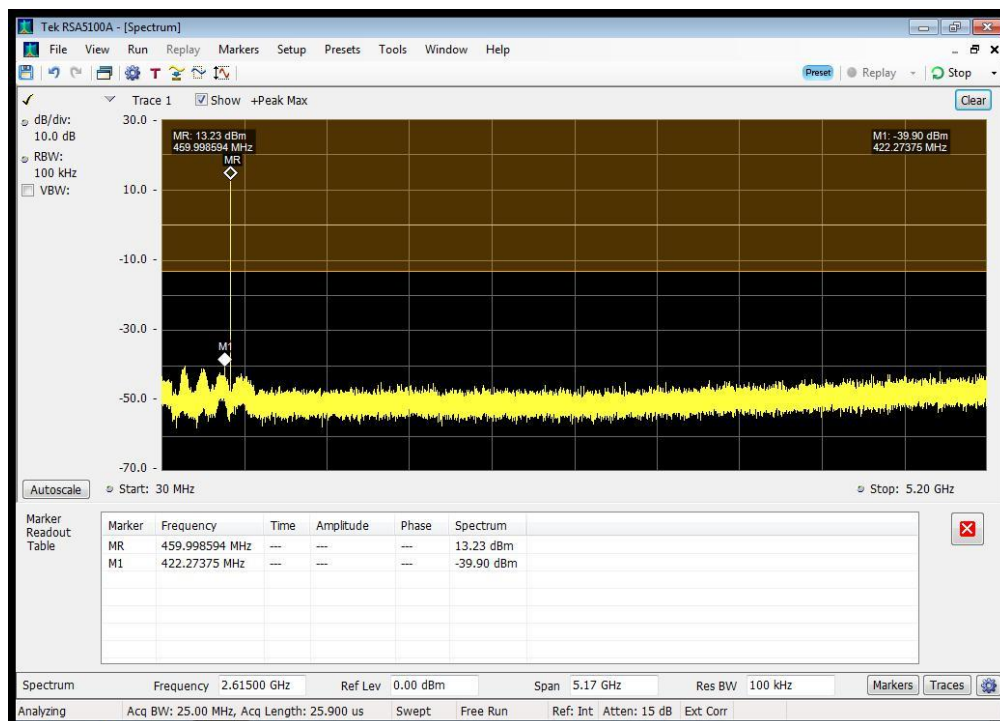 Tek RSA5100A - [Spectrum]
File View Run Replay Markers Setup Presets Tools Window Help
T Preset Replay Stop
Trace 1 Show +Peak Max Clear
dB/div:
10.0 dB
RBW:
100 kHz
VBW:
30.0
10.0
-10.0
-30.0
-50.0
-70.0
MR: 13.23 dBm
459.998594 MHz
MR
M1: -39.90 dBm
422.27375 MHz
M1
Autoscale Start: 30 MHz Stop: 5.20 GHz
Marker
Readout
Table
Marker Frequency Time Amplitude Phase Spectrum
MR 459.998594 MHz --- --- --- 13.23 dBm
M1 422.27375 MHz --- --- --- -39.90 dBm
Spectrum Frequency 2.61500 GHz Ref Lev 0.00 dBm Span 5.17 GHz Res BW 100 kHz Markers Traces
Analyzing Acq BW: 25.00 MHz, Acq Length: 25.900 us Swept Free Run Ref: Int Atten: 15 dB Ext Corr